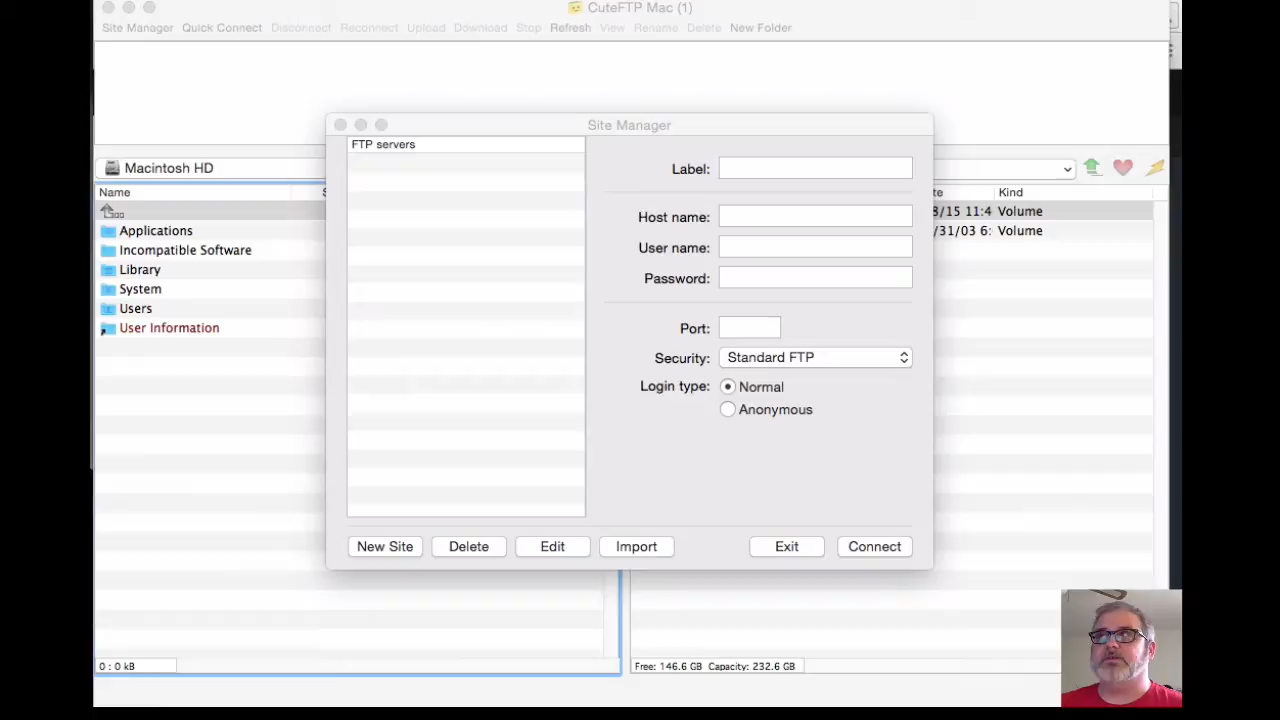 CuteFTP Mac (1)
Site Manager Quick Connect Disconnect Reconnect Upload Download Stop Refresh View Rename Delete New Folder
Macintosh HD
Name
Applications
Incompatible Software
Library
System
Users
User Information
0 : 0 kB
Site Manager
FTP servers
Label:
Host name:
User name:
Password:
Port:
Security: Standard FTP
Login type: Normal
Anonymous
New Site Delete Edit Import Exit Connect
Kind
8/15 11:4 Volume
/31/03 6: Volume
Free: 146.6 GB Capacity: 232.6 GB